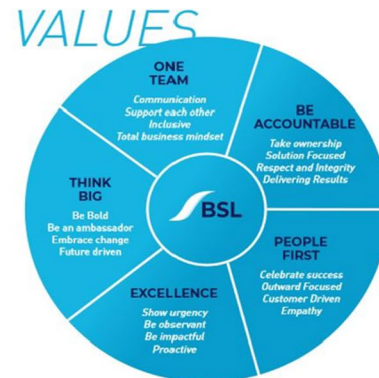 VALUES
ONE
TEAM
Communication
Support each other
Inclusive
Total business mindset
BE
ACCOUNTABLE
Take ownership
Solution Focused
Respect and Integrity
Delivering Results
PEOPLE
FIRST
Celebrate success
Outward Focused
Customer Driven
Empathy
EXCELLENCE
Show urgency
Be observant
Be impactful
Proactive
THINK
BIG
Be Bold
Be an ambassador
Embrace change
Future driven
BSL